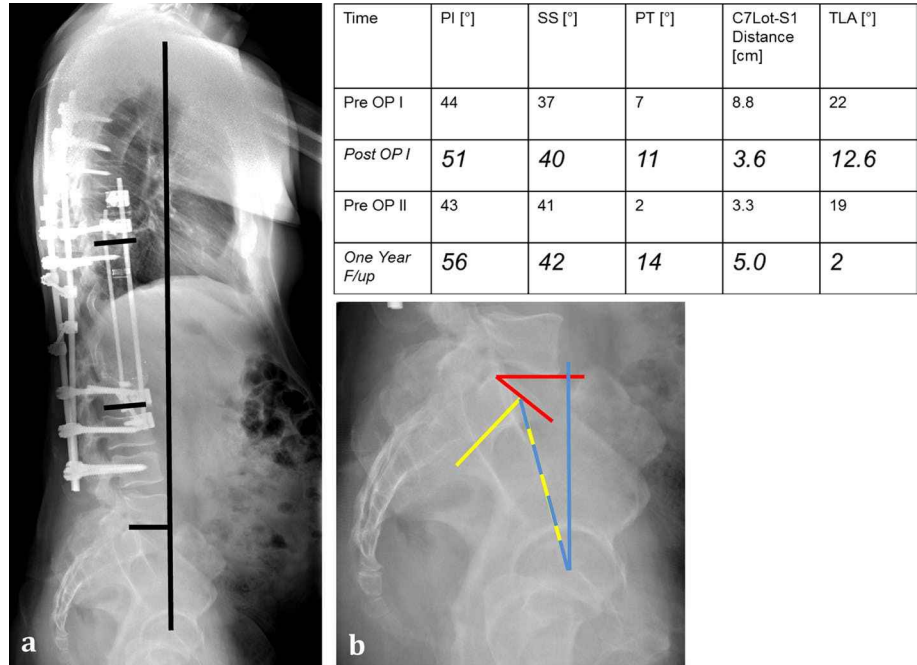 Time PI [°] SS [°] PT [°] C7Lot-S1 Distance [cm] TLA [°]
Pre OP I 44 37 7 8.8 22
Post OP I 51 40 11 3.6 12.6
Pre OP II 43 41 2 3.3 19
One Year F/up 56 42 14 5.0 2
a
b